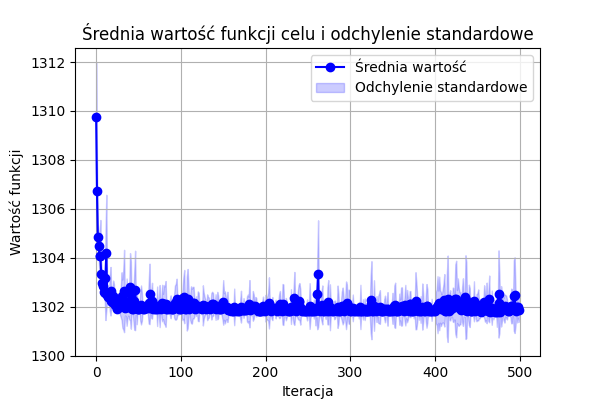 Średnia wartość funkcji celu i odchylenie standardowe
Średnia wartość
Odchylenie standardowe
Wartość funkcji
1312
1310
1308
1306
1304
1302
1300
0 100 200 300 400 500
Iteracja